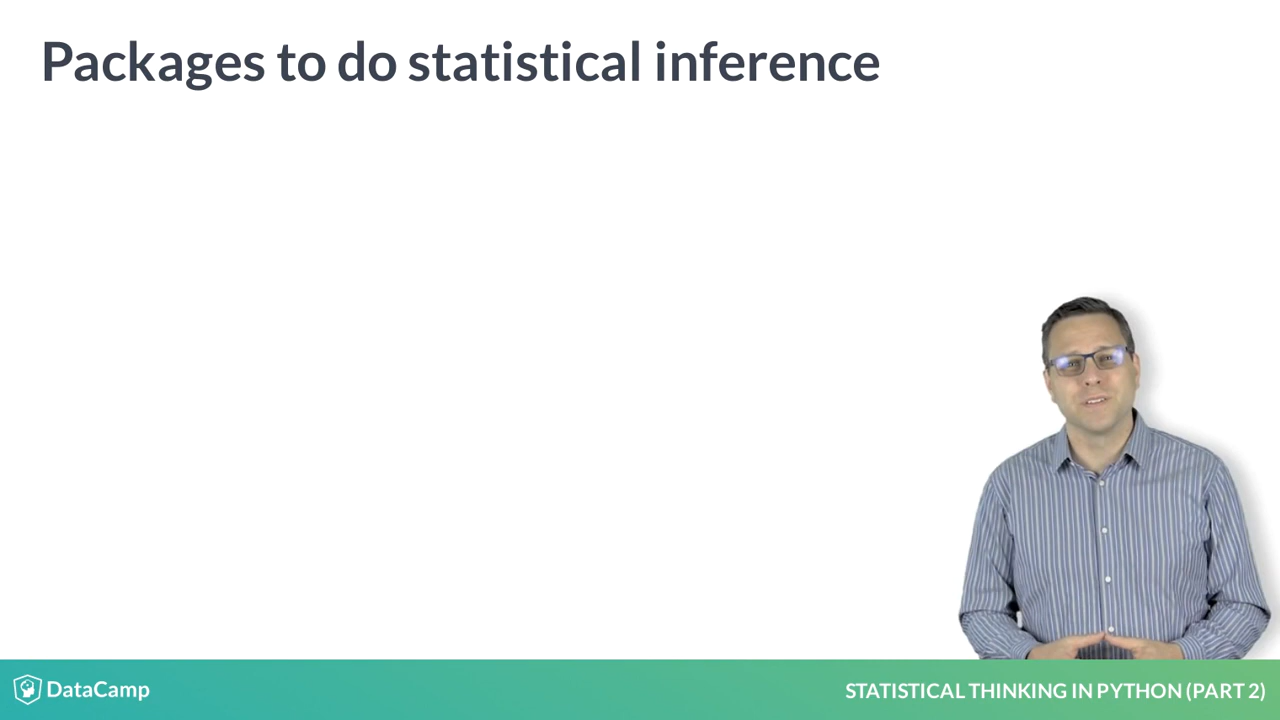 Packages to do statistical inference
DataCamp
STATISTICAL THINKING IN PYTHON (PART 2)